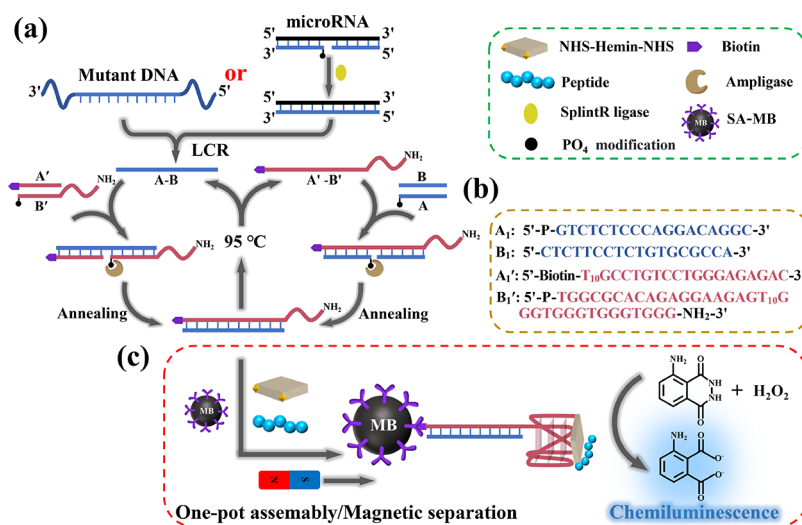 (a)
microRNA
5′ 3′
3′ 5′
Mutant DNA or
3′ 5′
5′ 3′
3′ 5′
LCR
A′
B′
NH₂
A-B
A′ -B′
NH₂
B
A
95 °C
NH₂
NH₂
Annealing
Annealing
NH₂
NHS-Hemin-NHS
Biotin
Peptide
Ampligase
SplintR ligase
MB
SA-MB
PO₄ modification
(b)
A₁: 5'-P-GTCTCTCCCAGGACAGGC-3'
B₁: 5'-CTCTTCCTCTGTGCGCCA-3'
A₁′: 5'-Biotin-T₁₀GCCTGTCCTGGGAGAGAC-3'
B₁′: 5'-P-TGGCGCACAGAGGAAGAGT₁₀G
GGTGGGTGGGTGGG-NH₂-3'
(c)
MB
MB
N S
One-pot assembly/Magnetic separation
NH₂ O
NH
NH
O
+ H₂O₂
NH₂ O
O⁻
O⁻
O
Chemiluminescence